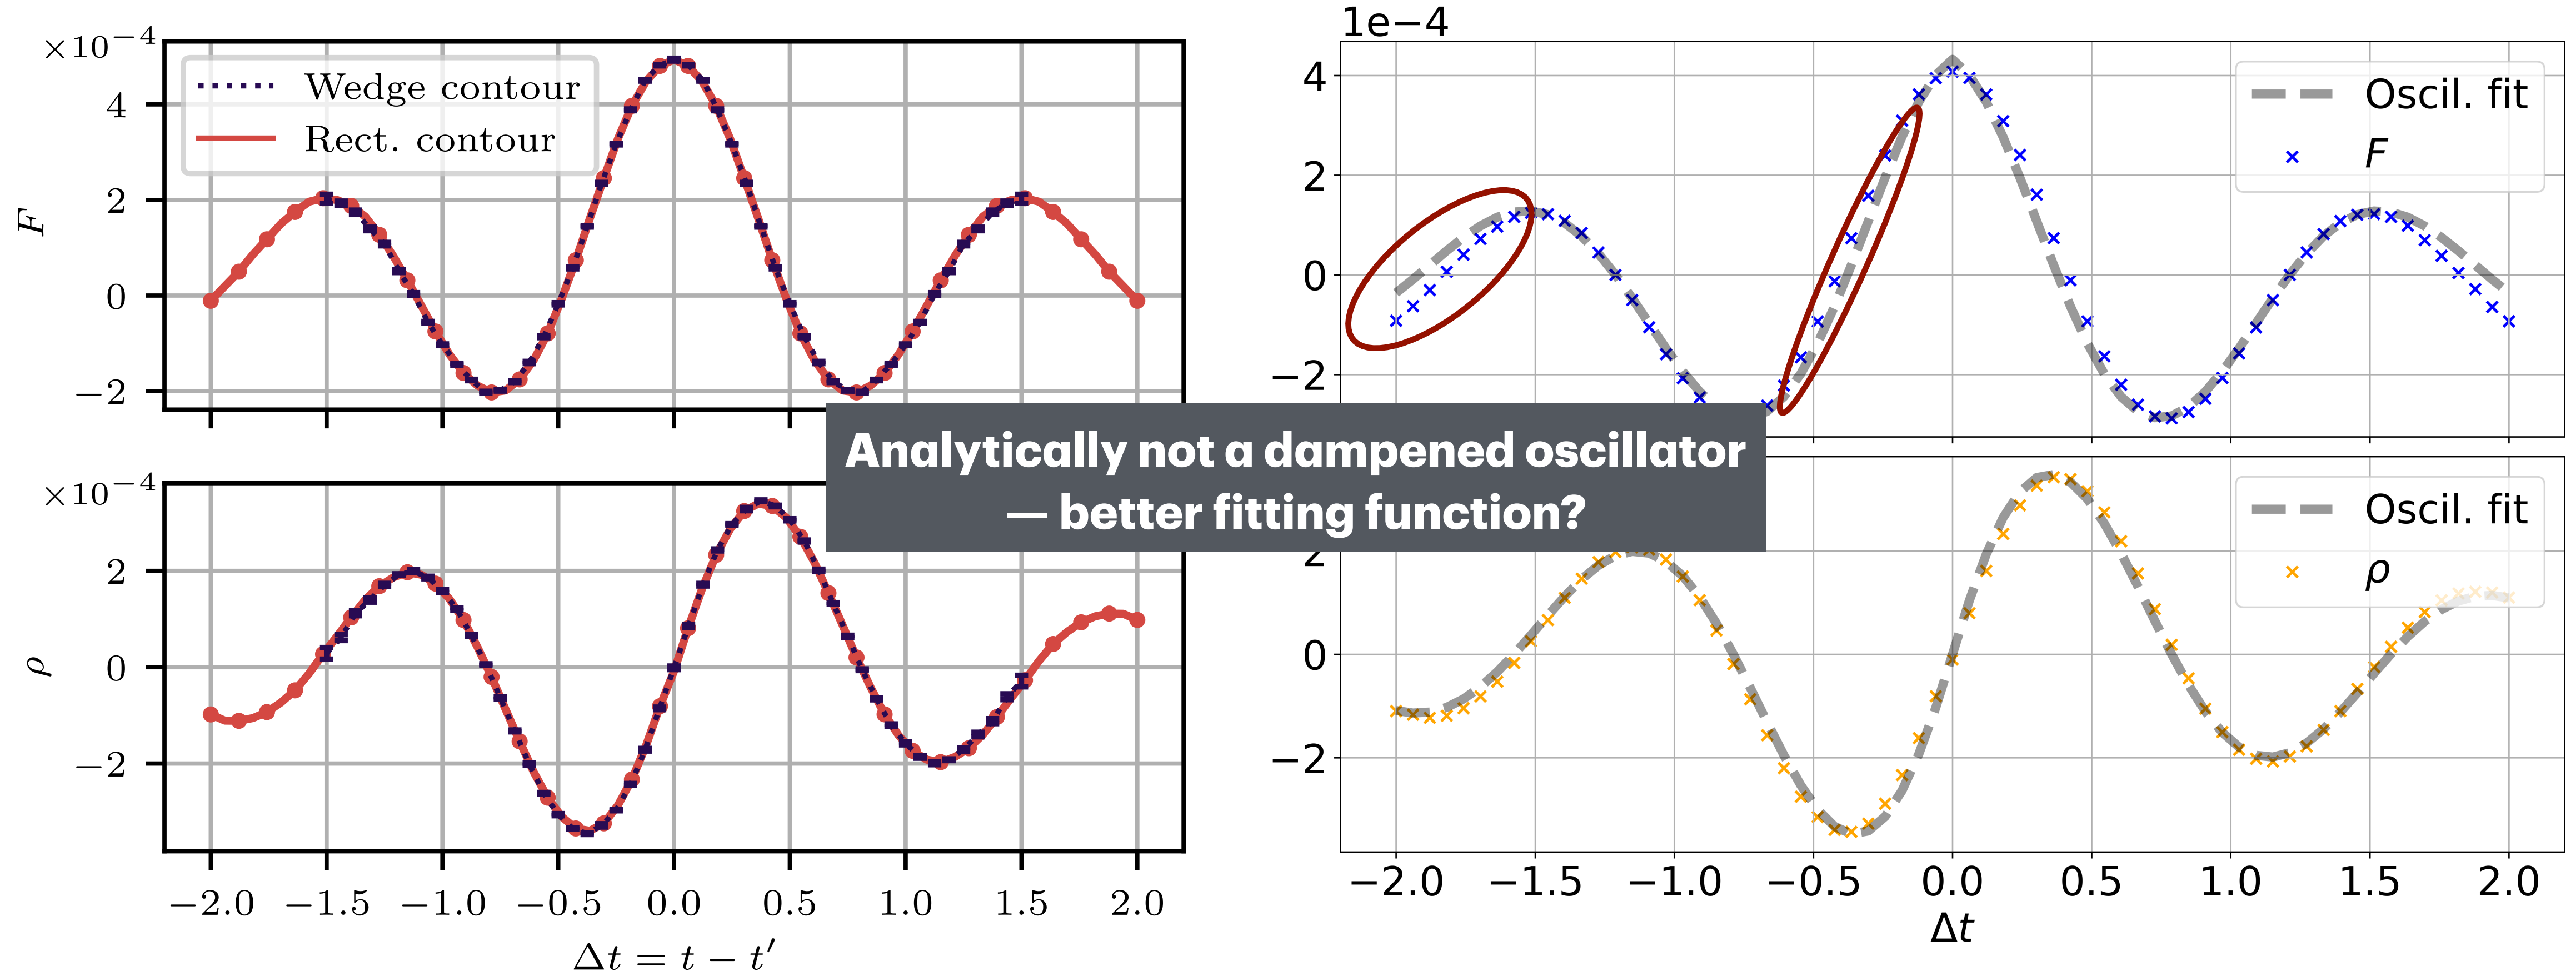 ×10⁻⁴
Wedge contour
Rect. contour
4
2
0
−2
F
×10⁻⁴
2
0
−2
ρ
−2.0 −1.5 −1.0 −0.5 0.0 0.5 1.0 1.5 2.0
Δt = t − t′
1e−4
Oscil. fit
F
4
2
0
−2
Analytically not a dampened oscillator
— better fitting function?
Oscil. fit
ρ
2
0
−2
−2.0 −1.5 −1.0 −0.5 0.0 0.5 1.0 1.5 2.0
Δt